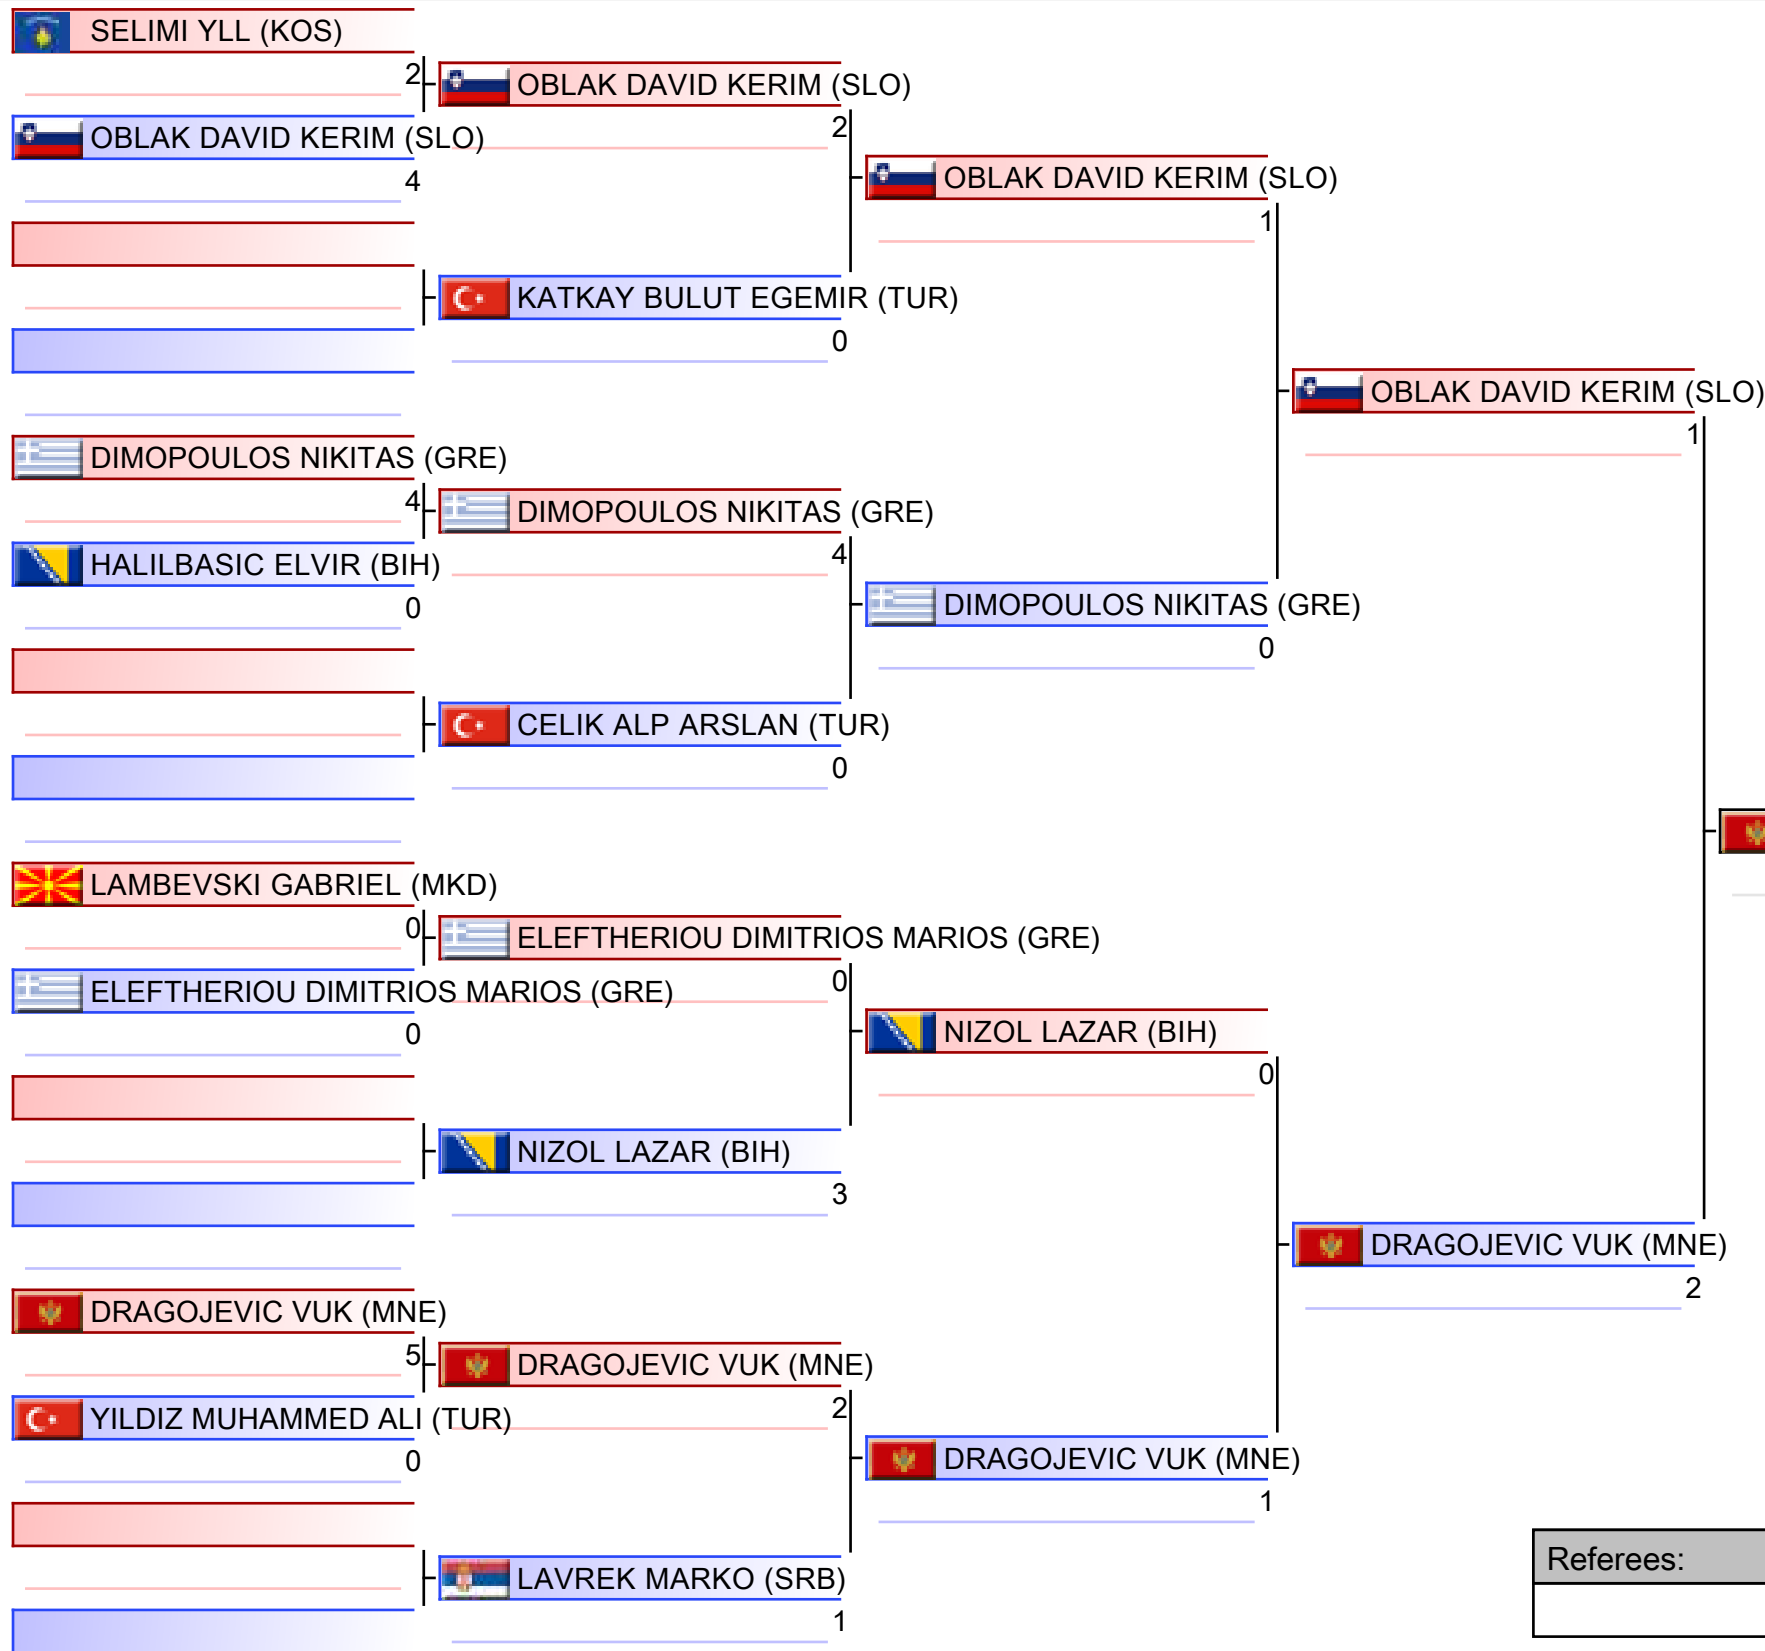 SELIMI YLL (KOS)
2
OBLAK DAVID KERIM (SLO)
4
DIMOPOULOS NIKITAS (GRE)
4
HALILBASIC ELVIR (BIH)
0
LAMBEVSKI GABRIEL (MKD)
0
ELEFTHERIOU DIMITRIOS MARIOS (GRE)
0
DRAGOJEVIC VUK (MNE)
5
YILDIZ MUHAMMED ALI (TUR)
0
OBLAK DAVID KERIM (SLO)
2
KATKAY BULUT EGEMIR (TUR)
0
DIMOPOULOS NIKITAS (GRE)
4
CELIK ALP ARSLAN (TUR)
0
ELEFTHERIOU DIMITRIOS MARIOS (GRE)
0
NIZOL LAZAR (BIH)
3
DRAGOJEVIC VUK (MNE)
2
LAVREK MARKO (SRB)
1
OBLAK DAVID KERIM (SLO)
1
DIMOPOULOS NIKITAS (GRE)
0
NIZOL LAZAR (BIH)
0
DRAGOJEVIC VUK (MNE)
1
OBLAK DAVID KERIM (SLO)
1
DRAGOJEVIC VUK (MNE)
2
Referees: